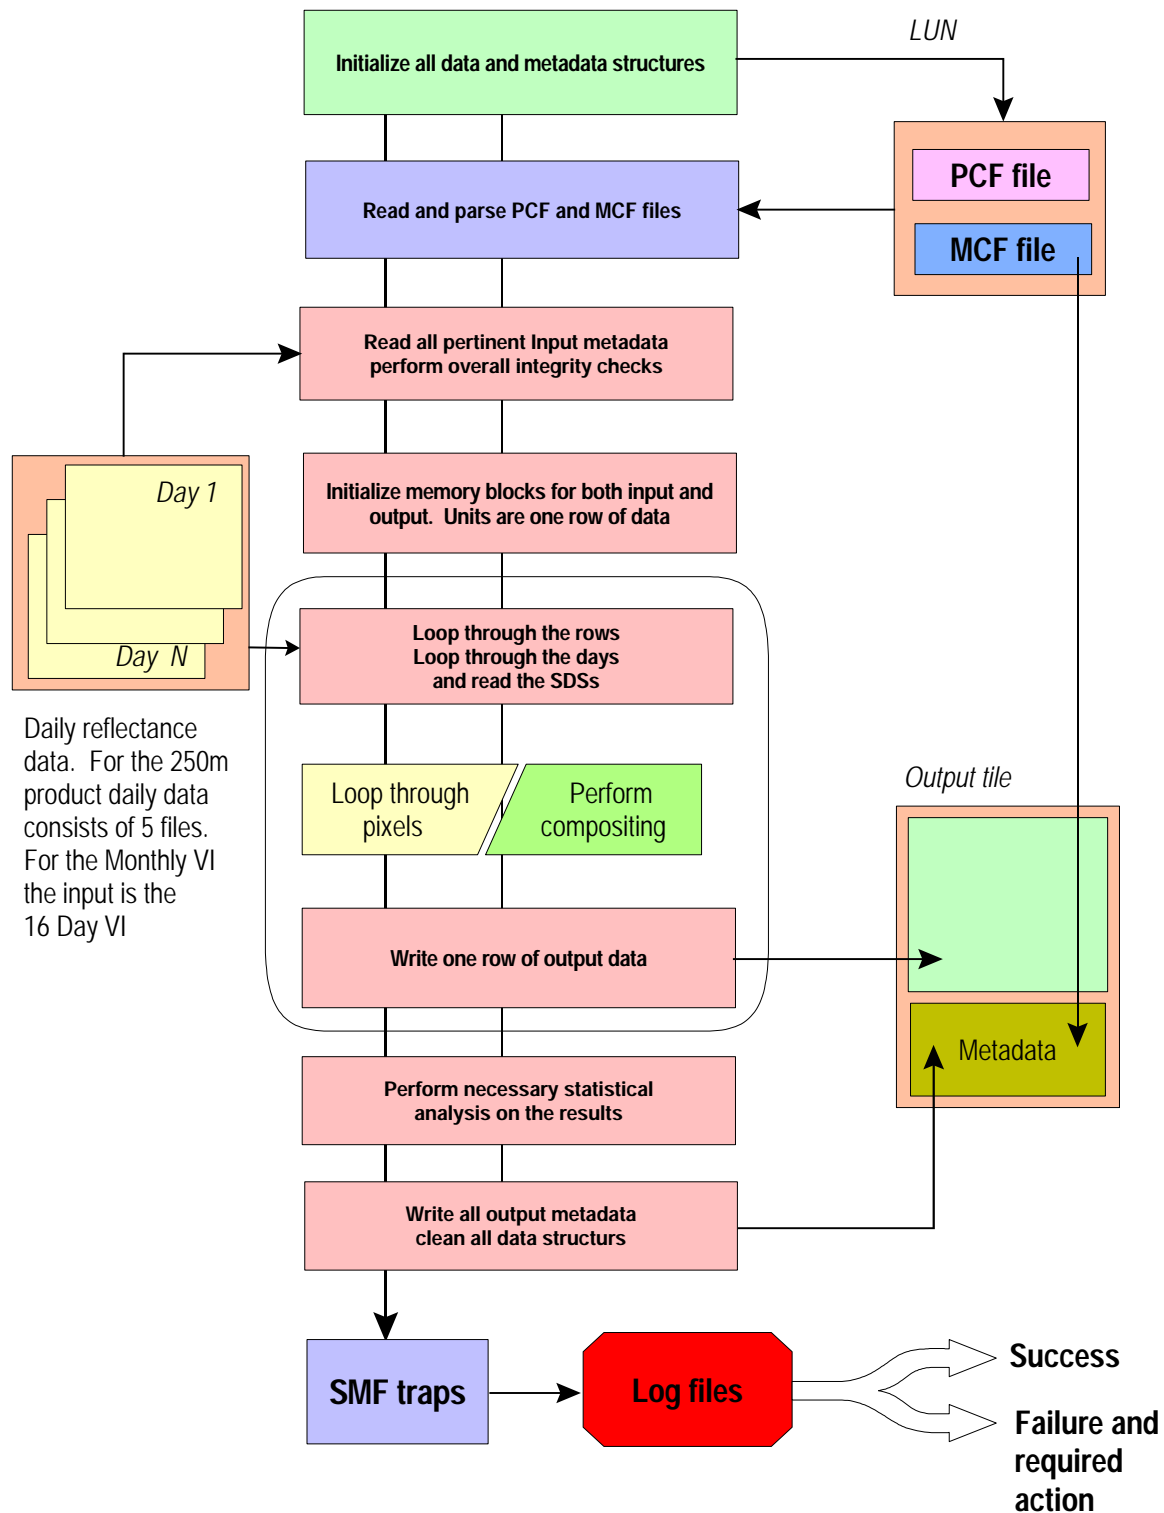 LUN
Initialize all data and metadata structures
PCF file
Read and parse PCF and MCF files
MCF file
Read all pertinent Input metadata
perform overall integrity checks
Day 1
Initialize memory blocks for both input and
output. Units are one row of data
Day N
Loop through the rows
Loop through the days
and read the SDSs
Daily reflectance
data. For the 250m
product daily data
consists of 5 files.
For the Monthly VI
the input is the
16 Day VI
Loop through
pixels
Perform
compositing
Output tile
Write one row of output data
Metadata
Perform necessary statistical
analysis on the results
Write all output metadata
clean all data structurs
SMF traps
Log files
Success
Failure and
required
action